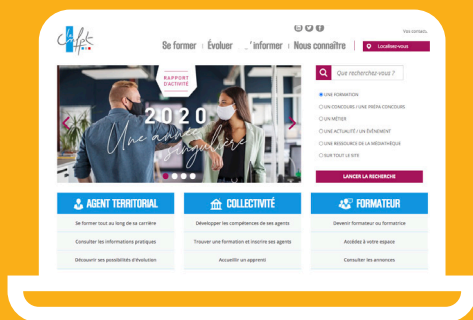 Vos contacts
Se former Évoluer 'informer Nous connaître
Localisez-vous
RAPPORT
D'ACTIVITÉ
2020
Une année
singulière
Que recherchez-vous ?
UNE FORMATION
UN CONCOURS / UNE PRÉPA CONCOURS
UN MÉTIER
UNE ACTUALITÉ / UN ÉVÉNEMENT
UNE RESSOURCE DE LA MÉDIATHÈQUE
SUR TOUT LE SITE
LANCER LA RECHERCHE
AGENT TERRITORIAL
Se former tout au long de sa carrière
Consulter les informations pratiques
Découvrir ses possibilités d'évolution
COLLECTIVITÉ
Développer les compétences de ses agents
Trouver une formation et inscrire ses agents
Accueillir un apprenti
FORMATEUR
Devenir formateur ou formatrice
Accédez à votre espace
Consulter les annonces